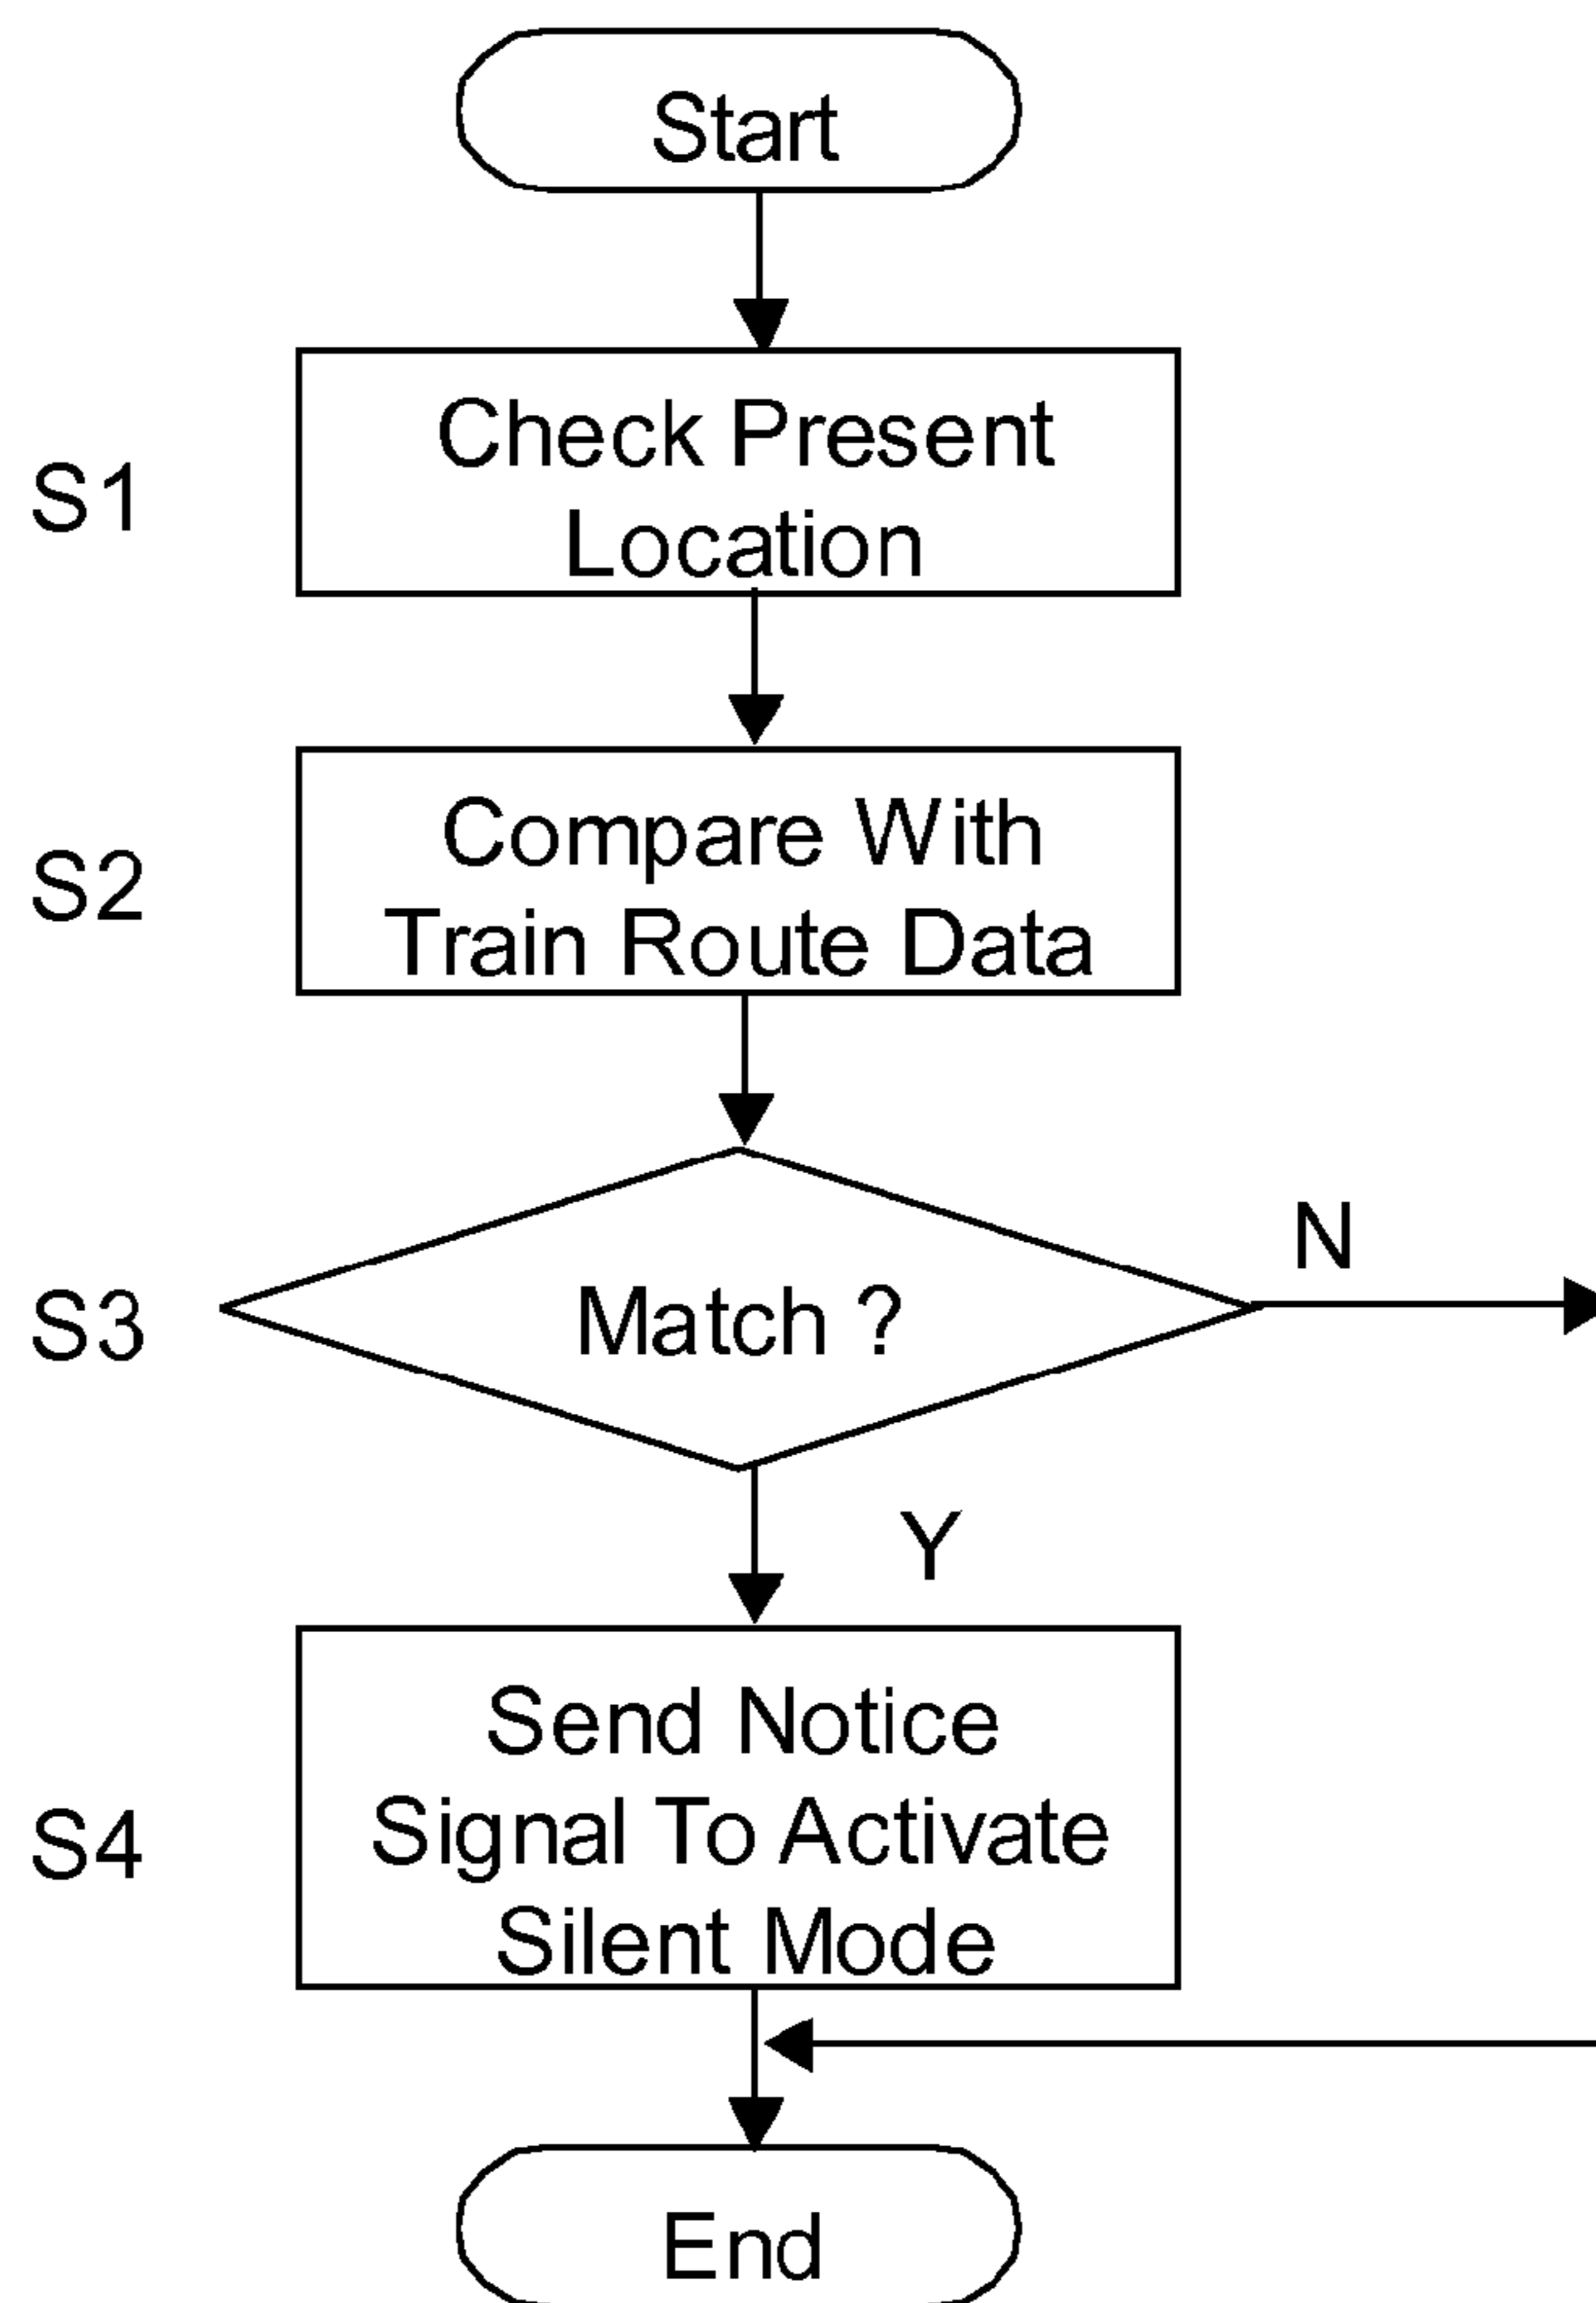 Start
S1
Check Present
Location
S2
Compare With
Train Route Data
S3
Match ?
N
Y
S4
Send Notice
Signal To Activate
Silent Mode
End